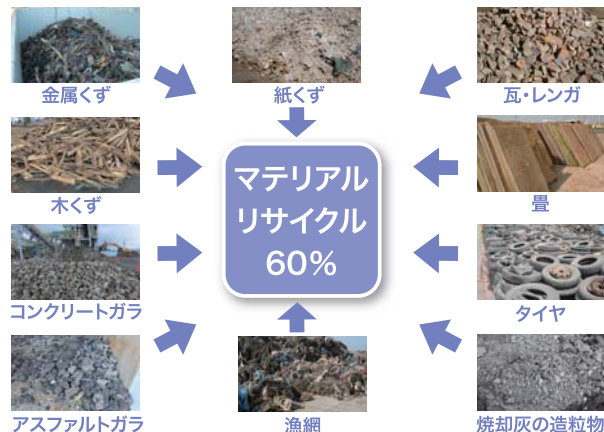 金属くず
紙くず
瓦・レンガ
木くず
マテリアル
リサイクル
60%
畳
コンクリートガラ
タイヤ
アスファルトガラ
漁網
焼却灰の造粒物